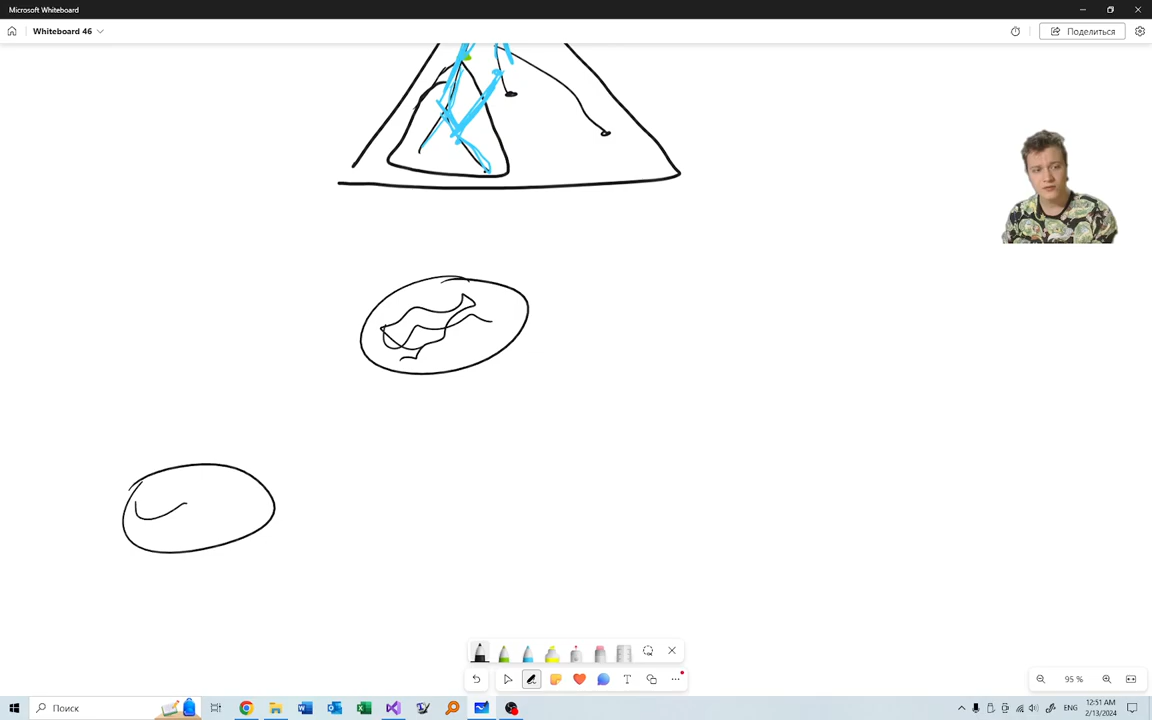 Microsoft Whiteboard
Whiteboard 46
Поделиться
95 %
Поиск
ENG
12:51 AM
2/13/2024